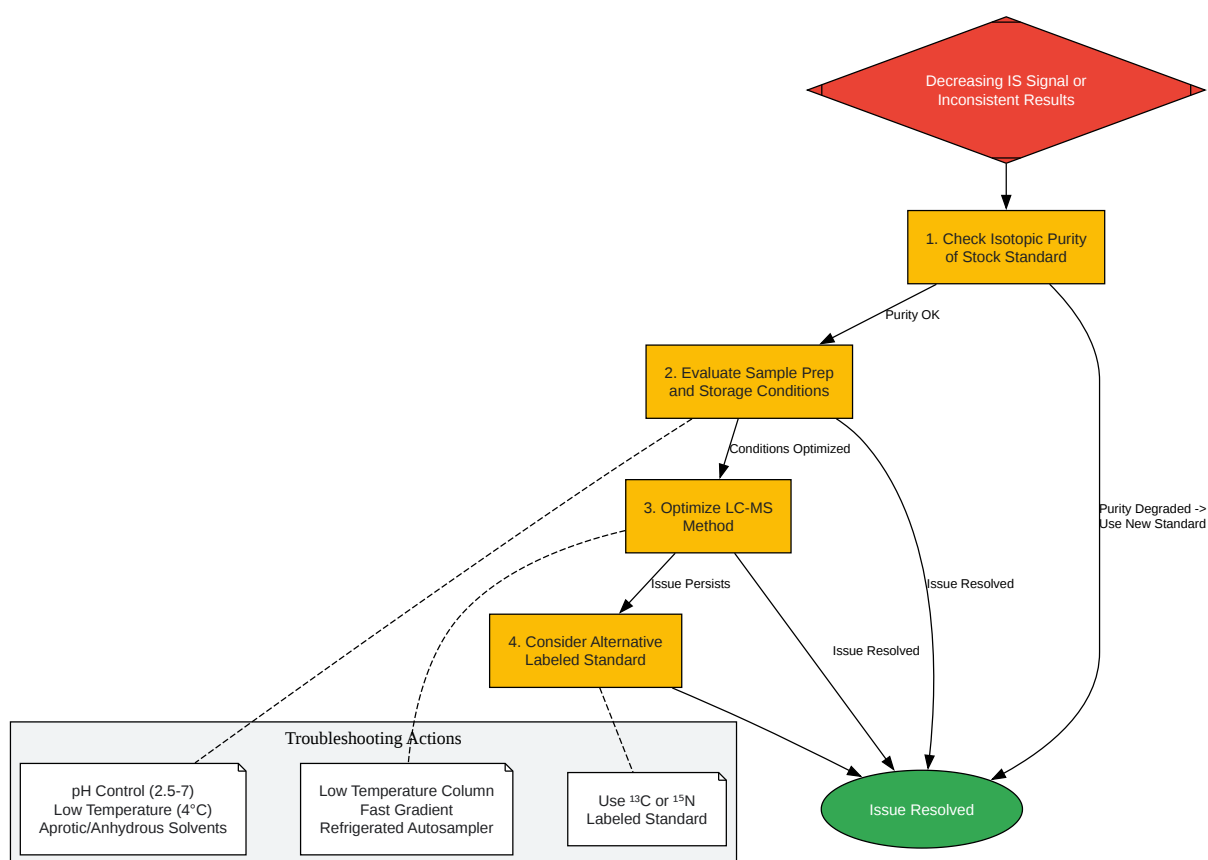 Decreasing IS Signal or
Inconsistent Results
1. Check Isotopic Purity
of Stock Standard
Purity OK
2. Evaluate Sample Prep
and Storage Conditions
Conditions Optimized
3. Optimize LC-MS
Method
Purity Degraded ->
Use New Standard
Issue Persists
Issue Resolved
4. Consider Alternative
Labeled Standard
Issue Resolved
Troubleshooting Actions
pH Control (2.5-7)
Low Temperature (4°C)
Aprotic/Anhydrous Solvents
Low Temperature Column
Fast Gradient
Refrigerated Autosampler
Use ¹³C or ¹⁵N
Labeled Standard
Issue Resolved